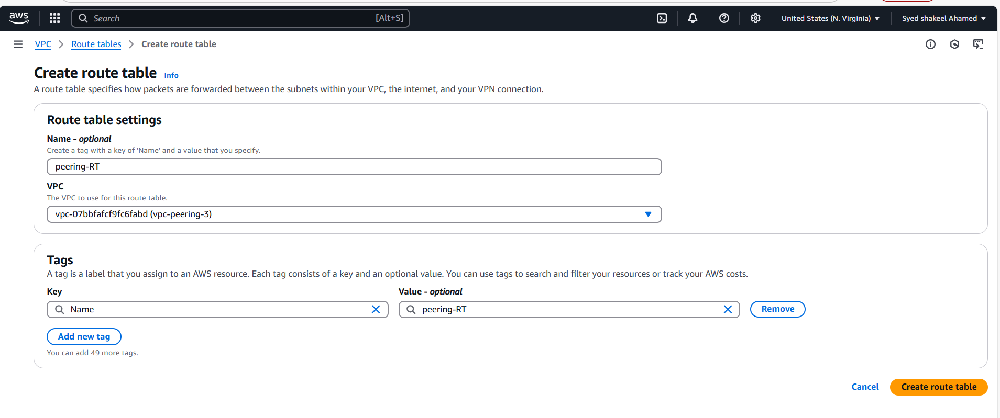 aws
Search [Alt+S]
United States (N. Virginia)
Syed shakeel Ahamed
VPC
Route tables
Create route table
Create route table Info
A route table specifies how packets are forwarded between the subnets within your VPC, the internet, and your VPN connection.
Route table settings
Name - optional
Create a tag with a key of 'Name' and a value that you specify.
peering-RT
VPC
The VPC to use for this route table.
vpc-07bbfafcf9fc6fabd (vpc-peering-3)
Tags
A tag is a label that you assign to an AWS resource. Each tag consists of a key and an optional value. You can use tags to search and filter your resources or track your AWS costs.
Key
Value - optional
Name
peering-RT
Remove
Add new tag
You can add 49 more tags.
Cancel
Create route table